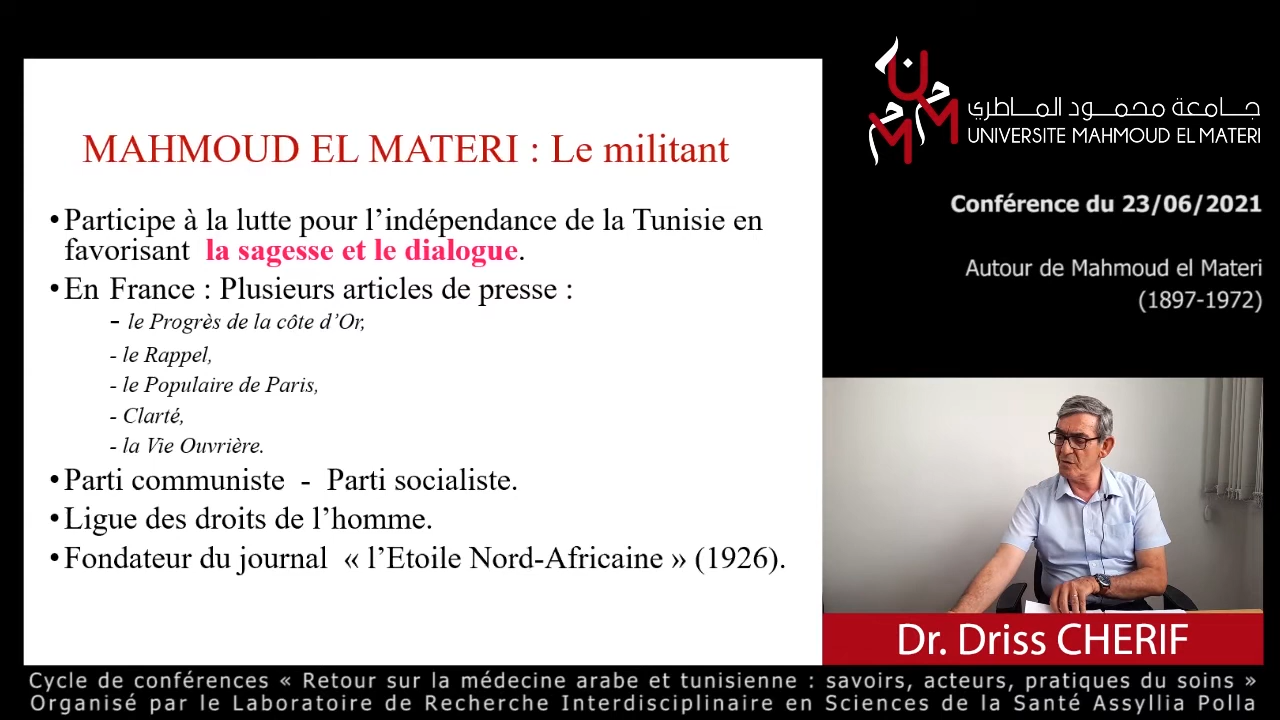 MAHMOUD EL MATERI : Le militant
•Participe à la lutte pour l’indépendance de la Tunisie en
favorisant la sagesse et le dialogue.
•En France : Plusieurs articles de presse :
- le Progrès de la côte d’Or,
- le Rappel,
- le Populaire de Paris,
- Clarté,
- la Vie Ouvrière.
•Parti communiste - Parti socialiste.
•Ligue des droits de l’homme.
•Fondateur du journal « l’Etoile Nord-Africaine » (1926).
جامعة محمود الماطري
UNIVERSITE MAHMOUD EL MATERI
Conférence du 23/06/2021
Autour de Mahmoud el Materi
(1897-1972)
Dr. Driss CHERIF
Cycle de conférences « Retour sur la médecine arabe et tunisienne : savoirs, acteurs, pratiques du soins »
Organisé par le Laboratoire de Recherche Interdisciplinaire en Sciences de la Santé Assyllia Polla